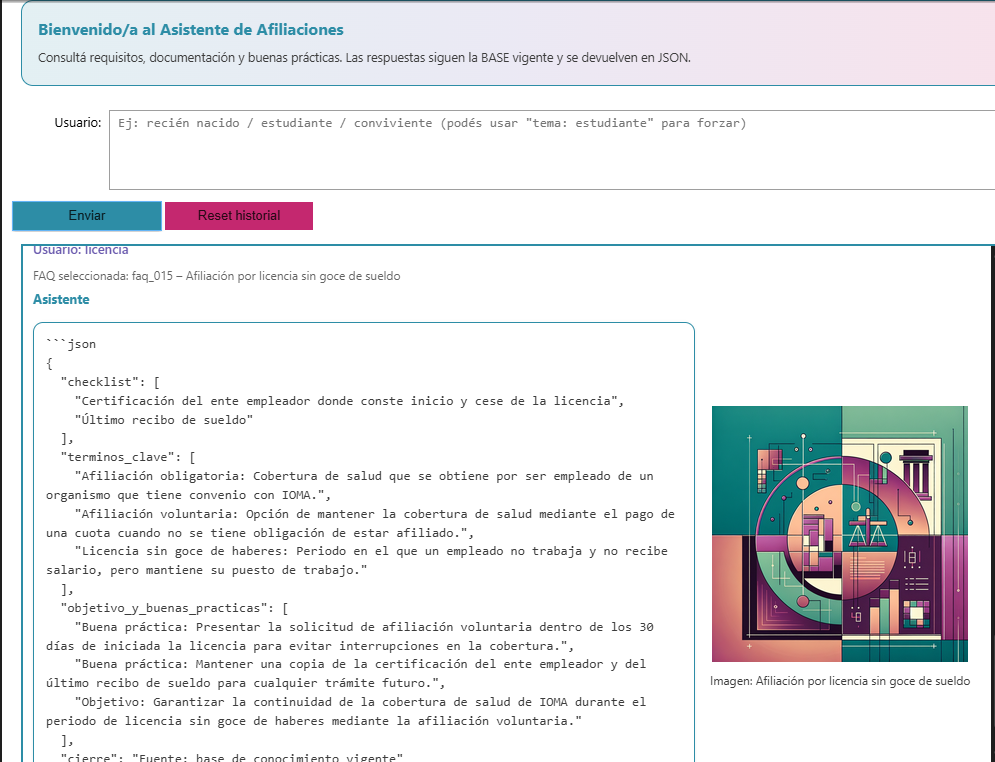 Bienvenido/a al Asistente de Afiliaciones
Consultá requisitos, documentación y buenas prácticas. Las respuestas siguen la BASE vigente y se devuelven en JSON.
Usuario:
Ej: recién nacido / estudiante / conviviente (podés usar "tema: estudiante" para forzar)
Enviar
Reset historial
Usuario: licencia
FAQ seleccionada: faq_015 – Afiliación por licencia sin goce de sueldo
Asistente
```json
{
"checklist": [
"Certificación del ente empleador donde conste inicio y cese de la licencia",
"Último recibo de sueldo"
],
"terminos_clave": [
"Afiliación obligatoria: Cobertura de salud que se obtiene por ser empleado de un
organismo que tiene convenio con IOMA.",
"Afiliación voluntaria: Opción de mantener la cobertura de salud mediante el pago de
una cuota cuando no se tiene obligación de estar afiliado.",
"Licencia sin goce de haberes: Periodo en el que un empleado no trabaja y no recibe
salario, pero mantiene su puesto de trabajo."
],
"objetivo_y_buenas_practicas": [
"Buena práctica: Presentar la solicitud de afiliación voluntaria dentro de los 30
días de iniciada la licencia para evitar interrupciones en la cobertura.",
"Buena práctica: Mantener una copia de la certificación del ente empleador y del
último recibo de sueldo para cualquier trámite futuro.",
"Objetivo: Garantizar la continuidad de la cobertura de salud de IOMA durante el
periodo de licencia sin goce de haberes mediante la afiliación voluntaria."
],
"cierre": "Fuente: base de conocimiento vigente"
Imagen: Afiliación por licencia sin goce de sueldo